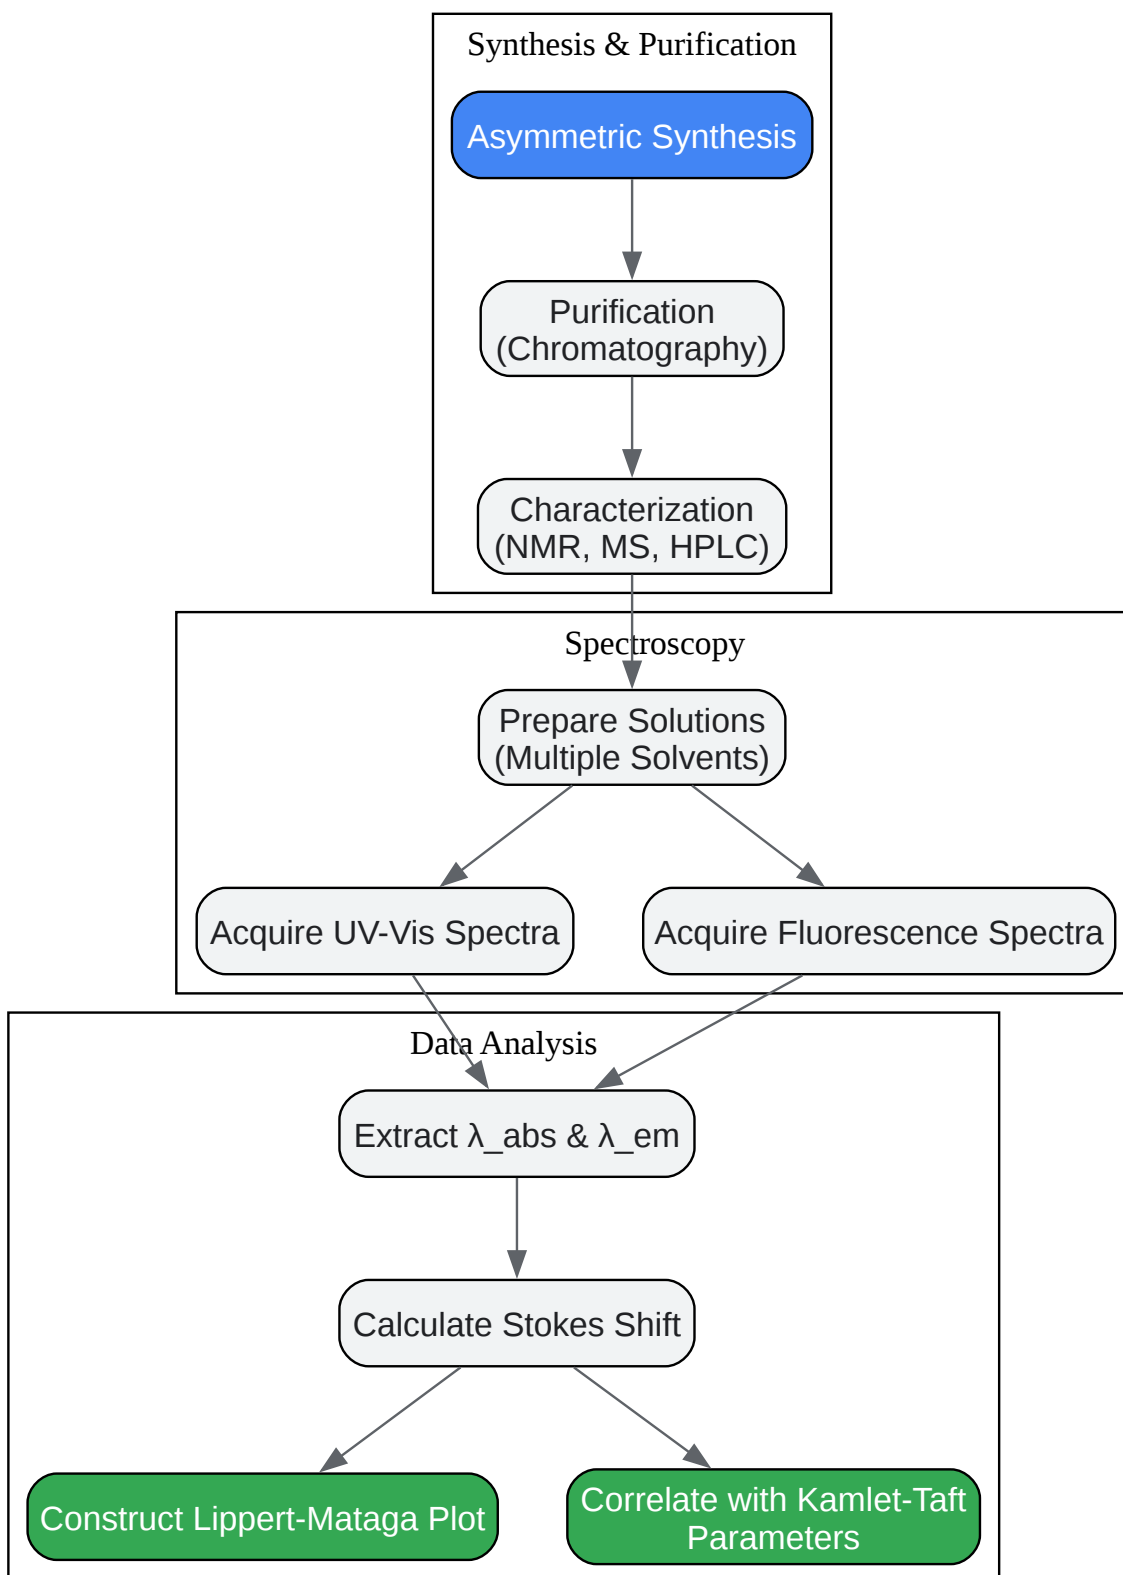 Synthesis & Purification
Asymmetric Synthesis
Purification
(Chromatography)
Characterization
(NMR, MS, HPLC)
Spectroscopy
Prepare Solutions
(Multiple Solvents)
Acquire UV-Vis Spectra
Acquire Fluorescence Spectra
Data Analysis
Extract λ_abs & λ_em
Calculate Stokes Shift
Construct Lippert-Mataga Plot
Correlate with Kamlet-Taft
Parameters